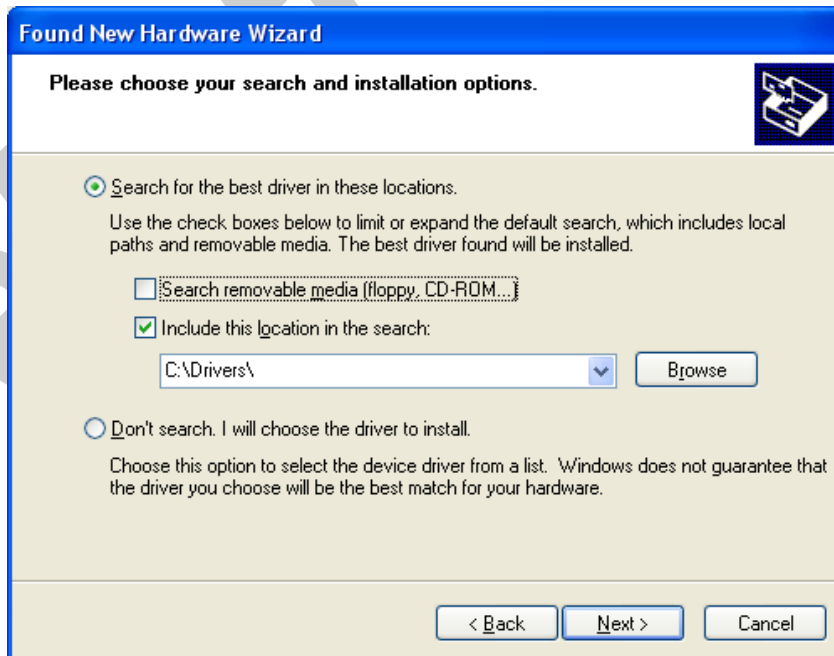 Found New Hardware Wizard
Please choose your search and installation options.
Search for the best driver in these locations.
Use the check boxes below to limit or expand the default search, which includes local
paths and removable media. The best driver found will be installed.
Search removable media (floppy, CD-ROM...)
Include this location in the search:
C:\Drivers\
Browse
Don't search. I will choose the driver to install.
Choose this option to select the device driver from a list. Windows does not guarantee that
the driver you choose will be the best match for your hardware.
< Back
Next >
Cancel